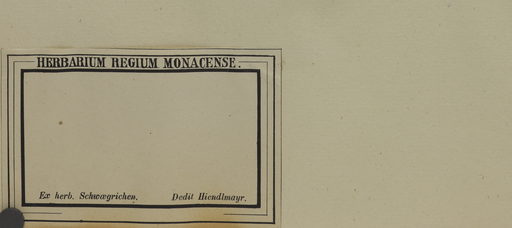 HERBARIUM REGIUM MONACENSE.
Ex herb. Schwægrichen. Dedit Hiendlmayr.